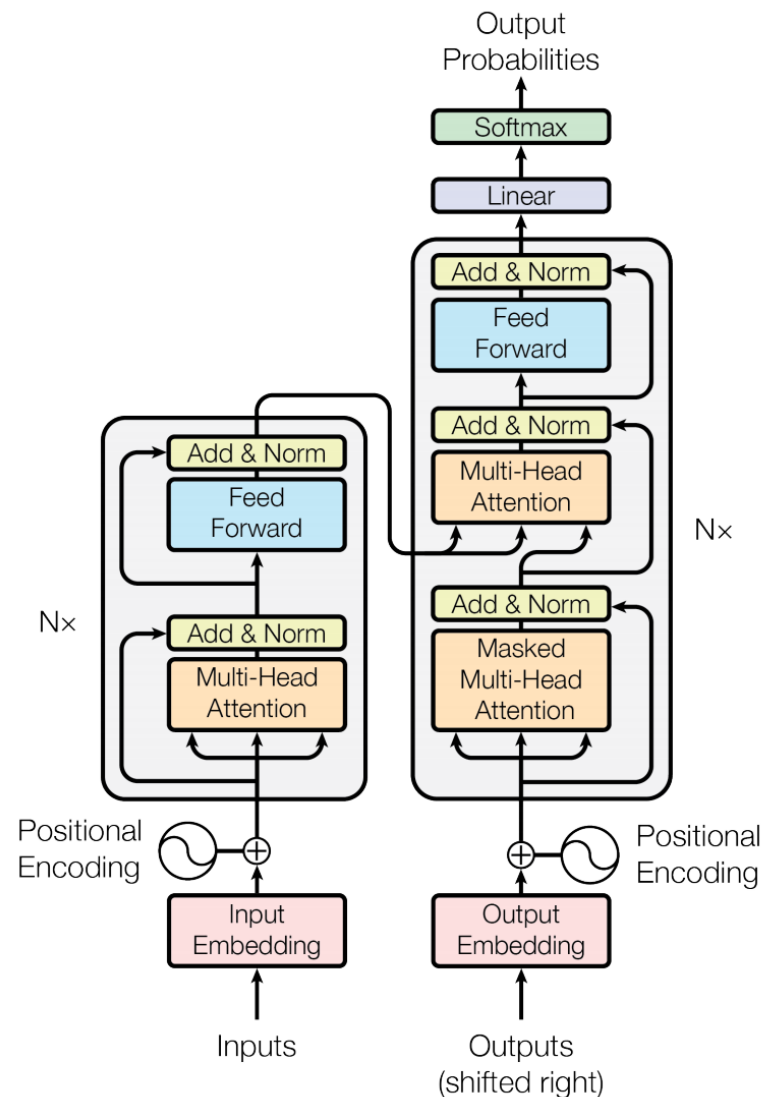 Output
Probabilities
Softmax
Linear
Add & Norm
Feed
Forward
Add & Norm
Multi-Head
Attention
Nx
Add & Norm
Masked
Multi-Head
Attention
Add & Norm
Feed
Forward
Nx
Add & Norm
Multi-Head
Attention
Positional
Encoding
Positional
Encoding
Input
Embedding
Output
Embedding
Inputs
Outputs
(shifted right)